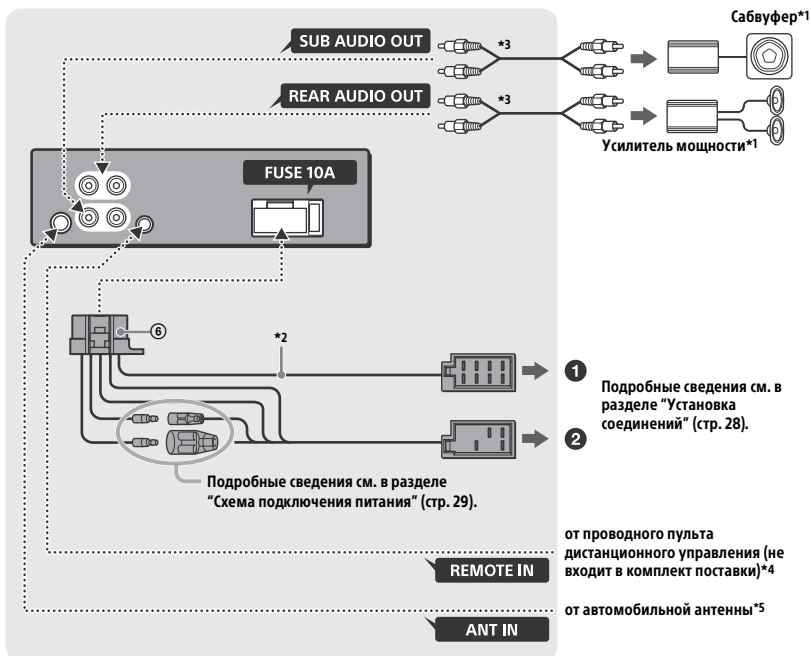 Сабвуфер*1
SUB AUDIO OUT
*3
REAR AUDIO OUT
*3
Усилитель мощности*1
FUSE 10A
⑥
*2
❶
Подробные сведения см. в
разделе “Установка
соединений” (стр. 28).
❷
Подробные сведения см. в разделе
“Схема подключения питания” (стр. 29).
от проводного пульта
дистанционного управления (не
входит в комплект поставки)*4
REMOTE IN
от автомобильной антенны*5
ANT IN